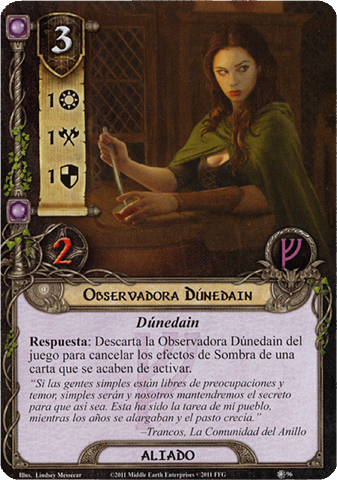 3
1
1
1
2
Observadora Dúnedain
Dúnedain
Respuesta: Descarta la Observadora Dúnedain del
juego para cancelar los efectos de Sombra de una
carta que se acaben de activar.
“Si las gentes simples están libres de preocupaciones y
temor, simples serán y nosotros mantendremos el secreto
para que así sea. Esta ha sido la tarea de mi pueblo,
mientras los años se alargaban y el pasto crecía.”
–Trancos, La Comunidad del Anillo
Aliado
Illus. Lindsey Messecar
©2011 Middle Earth Enterprises • 2011 FFG
96